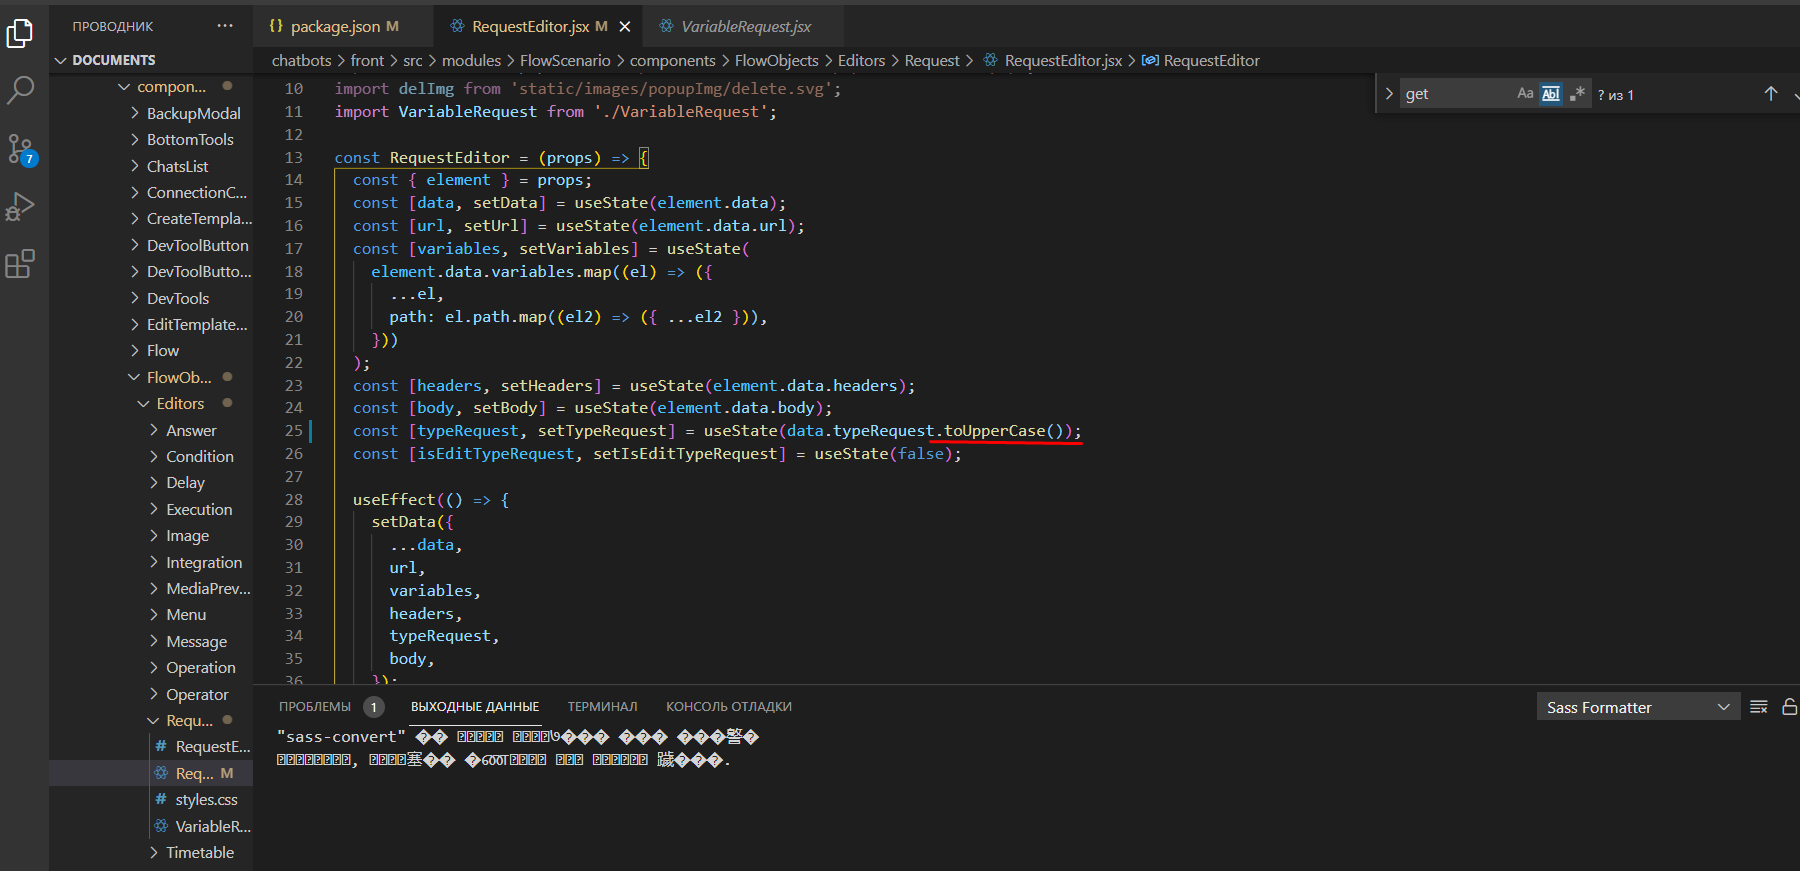 ПРОВОДНИК ...
DOCUMENTS
compon...
BackupModal
BottomTools
ChatsList
ConnectionC...
CreateTempla...
DevToolButton
DevToolButto...
DevTools
EditTemplate...
Flow
FlowOb...
Editors
Answer
Condition
Delay
Execution
Image
Integration
MediaPrev...
Menu
Message
Operation
Operator
Requ...
# RequestE...
Req... M
# styles.css
VariableR...
Timetable
7
{} package.json M
RequestEditor.jsx M
VariableRequest.jsx
chatbots > front > src > modules > FlowScenario > components > FlowObjects > Editors > Request > RequestEditor.jsx > RequestEditor
get Aa Abl .* ? из 1
10 import delImg from 'static/images/popupImg/delete.svg';
11 import VariableRequest from './VariableRequest';
12
13 const RequestEditor = (props) => {
14 const { element } = props;
15 const [data, setData] = useState(element.data);
16 const [url, setUrl] = useState(element.data.url);
17 const [variables, setVariables] = useState(
18 element.data.variables.map((el) => ({
19 ...el,
20 path: el.path.map((el2) => ({ ...el2 })),
21 }))
22 );
23 const [headers, setHeaders] = useState(element.data.headers);
24 const [body, setBody] = useState(element.data.body);
25 const [typeRequest, setTypeRequest] = useState(data.typeRequest.toUpperCase());
26 const [isEditTypeRequest, setIsEditTypeRequest] = useState(false);
27
28 useEffect(() => {
29 setData({
30 ...data,
31 url,
32 variables,
33 headers,
34 typeRequest,
35 body,
36 });
ПРОБЛЕМЫ 1 ВЫХОДНЫЕ ДАННЫЕ ТЕРМИНАЛ КОНСОЛЬ ОТЛАДКИ
Sass Formatter
"sass-convert"